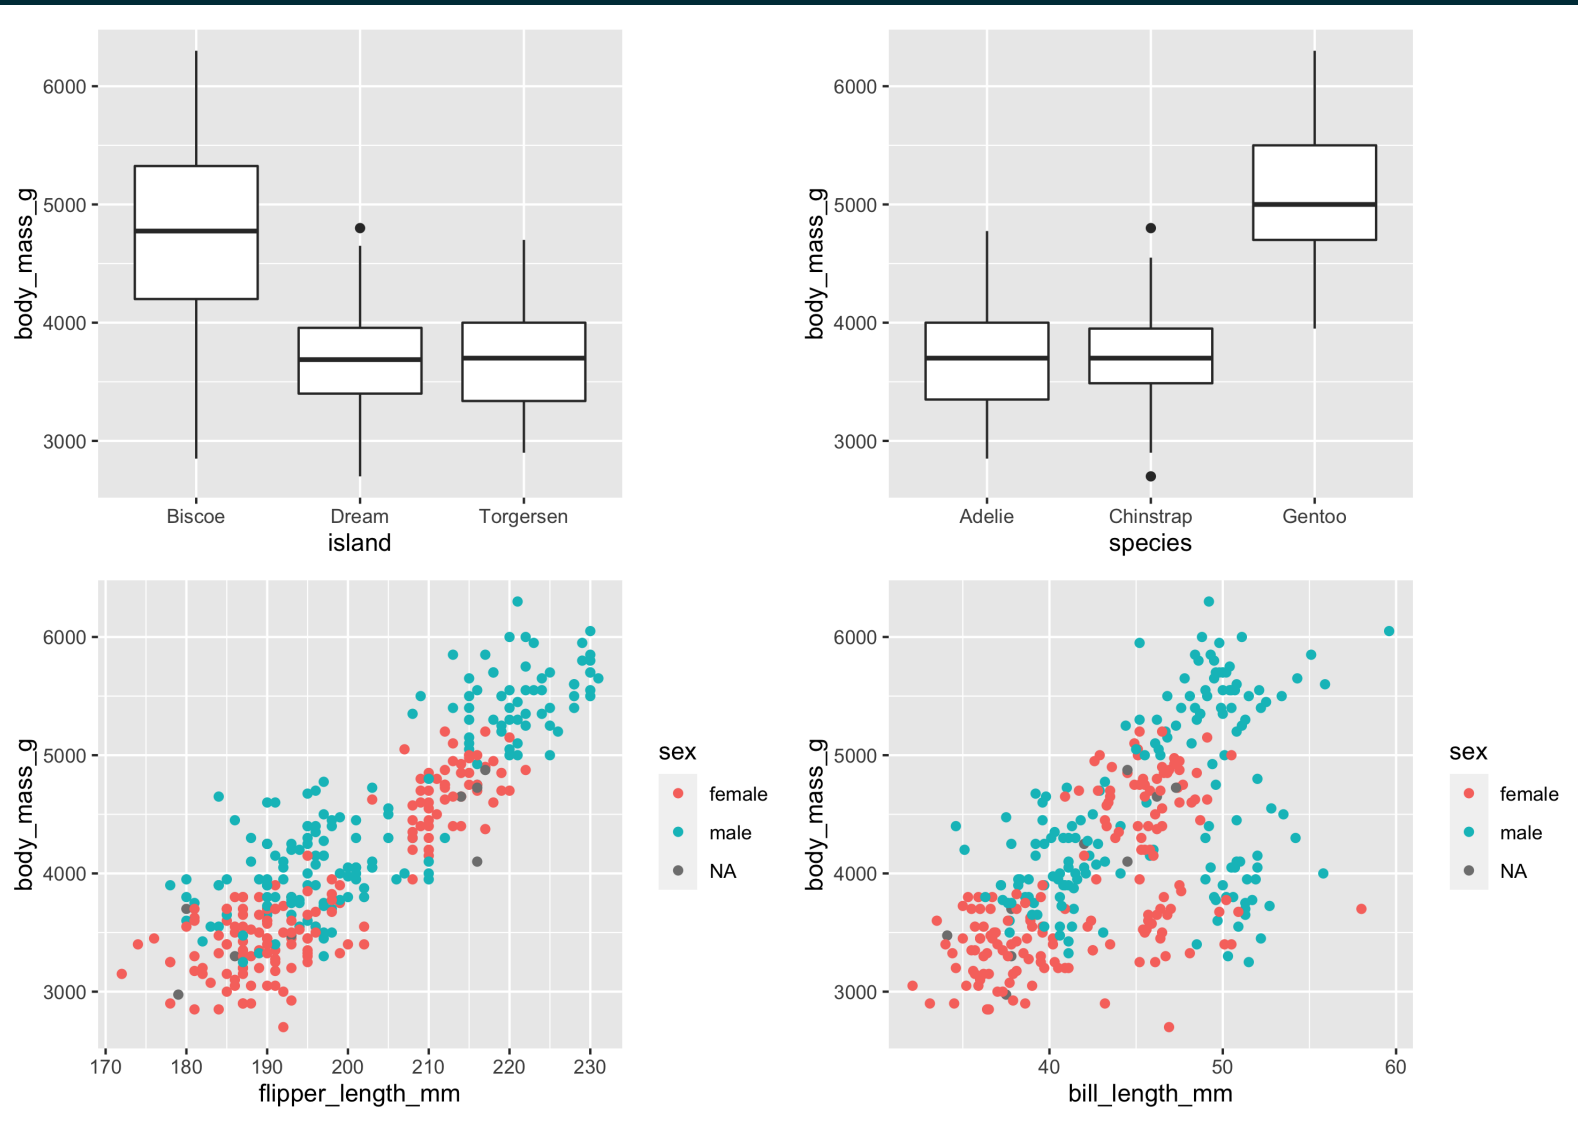 body_mass_g
6000
5000
4000
3000
Biscoe Dream Torgersen
island
body_mass_g
6000
5000
4000
3000
Adelie Chinstrap Gentoo
species
body_mass_g
6000
5000
4000
3000
170 180 190 200 210 220 230
flipper_length_mm
sex
female
male
NA
body_mass_g
6000
5000
4000
3000
40 50 60
bill_length_mm
sex
female
male
NA